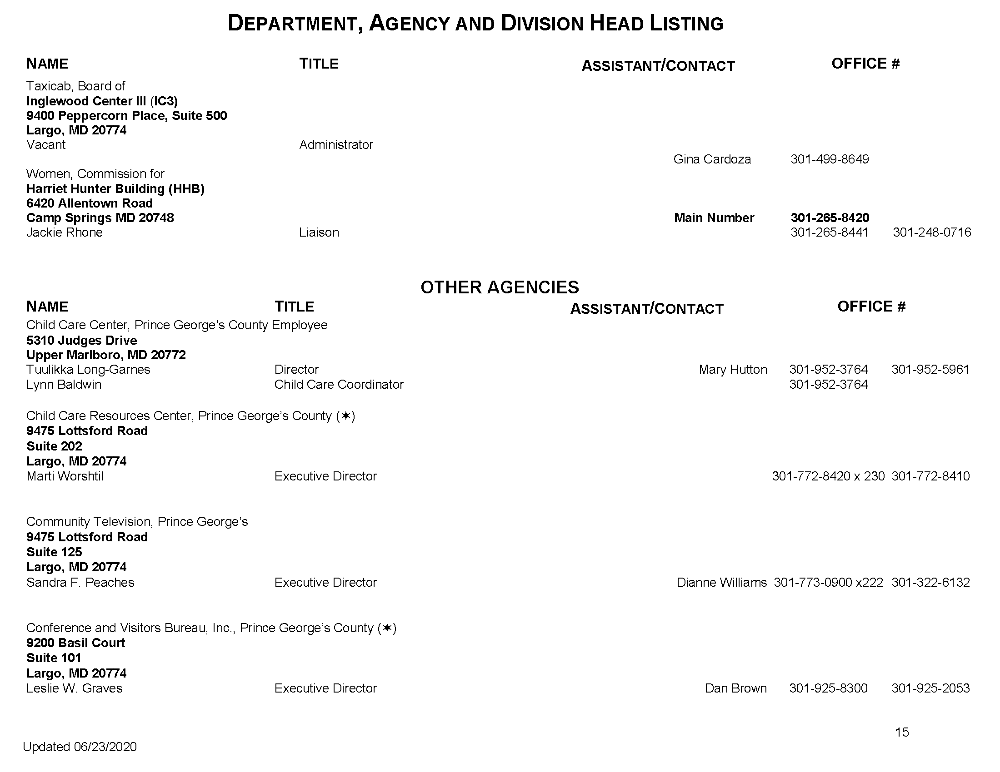 DEPARTMENT, AGENCY AND DIVISION HEAD LISTING
NAME TITLE ASSISTANT/CONTACT OFFICE #
Taxicab, Board of
Inglewood Center III (IC3)
9400 Peppercorn Place, Suite 500
Largo, MD 20774
Vacant Administrator
Gina Cardoza 301-499-8649
Women, Commission for
Harriet Hunter Building (HHB)
6420 Allentown Road
Camp Springs MD 20748 Main Number 301-265-8420
Jackie Rhone Liaison 301-265-8441 301-248-0716
OTHER AGENCIES
NAME TITLE ASSISTANT/CONTACT OFFICE #
Child Care Center, Prince George’s County Employee
5310 Judges Drive
Upper Marlboro, MD 20772
Tuulikka Long-Garnes Director Mary Hutton 301-952-3764 301-952-5961
Lynn Baldwin Child Care Coordinator 301-952-3764
Child Care Resources Center, Prince George’s County (✶)
9475 Lottsford Road
Suite 202
Largo, MD 20774
Marti Worshtil Executive Director 301-772-8420 x 230 301-772-8410
Community Television, Prince George’s
9475 Lottsford Road
Suite 125
Largo, MD 20774
Sandra F. Peaches Executive Director Dianne Williams 301-773-0900 x222 301-322-6132
Conference and Visitors Bureau, Inc., Prince George’s County (✶)
9200 Basil Court
Suite 101
Largo, MD 20774
Leslie W. Graves Executive Director Dan Brown 301-925-8300 301-925-2053
15
Updated 06/23/2020